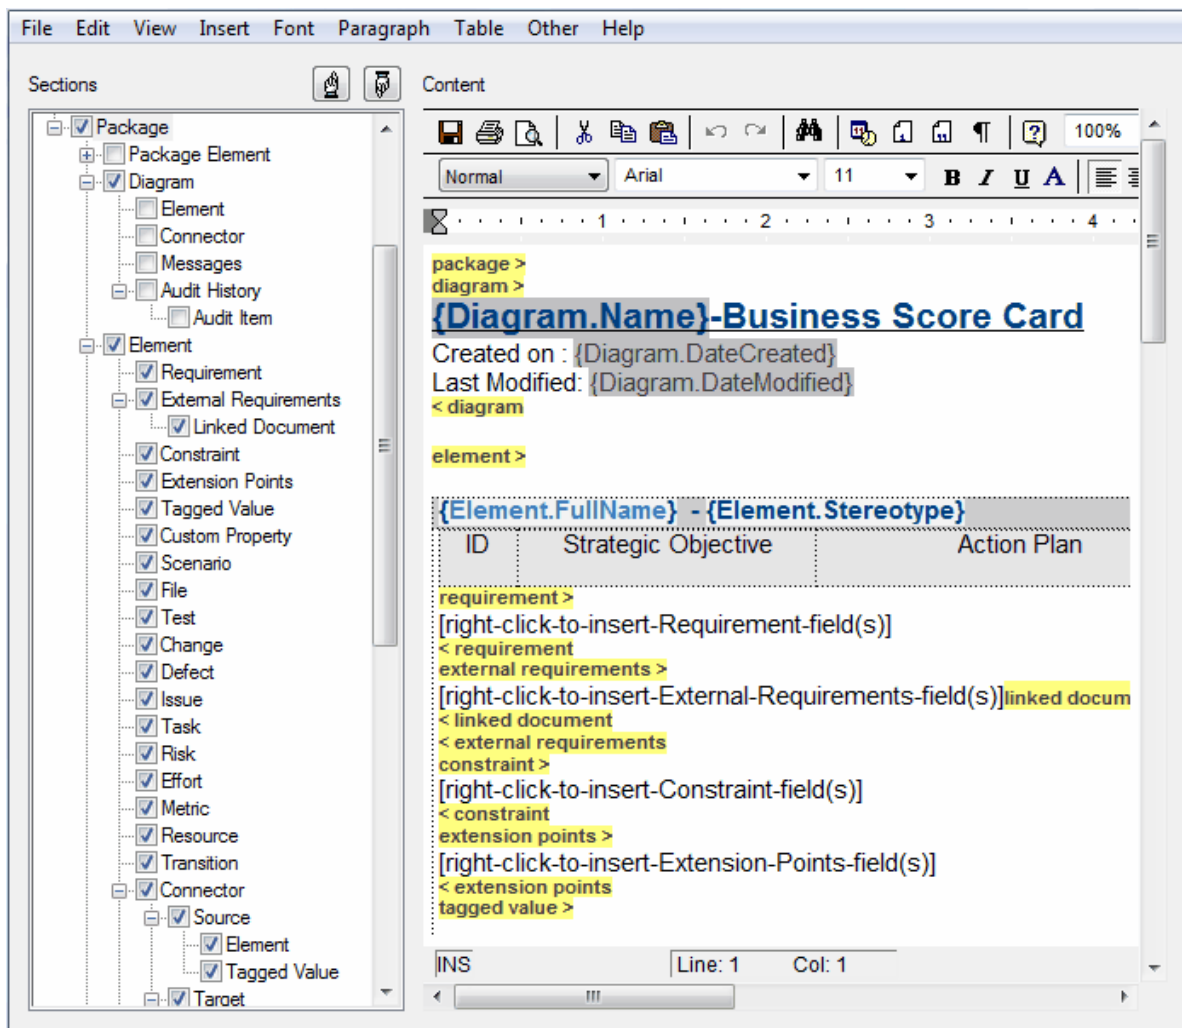 File Edit View Insert Font Paragraph Table Other Help
Sections
Package
Package Element
Diagram
Element
Connector
Messages
Audit History
Audit Item
Element
Requirement
External Requirements
Linked Document
Constraint
Extension Points
Tagged Value
Custom Property
Scenario
File
Test
Change
Defect
Issue
Task
Risk
Effort
Metric
Resource
Transition
Connector
Source
Element
Tagged Value
Target
Content
100%
Normal Arial 11 B I U A
1 2 3 4
package >
diagram >
{Diagram.Name}-Business Score Card
Created on : {Diagram.DateCreated}
Last Modified: {Diagram.DateModified}
< diagram
element >
{Element.FullName} - {Element.Stereotype}
ID Strategic Objective Action Plan
requirement >
[right-click-to-insert-Requirement-field(s)]
< requirement
external requirements >
[right-click-to-insert-External-Requirements-field(s)]linked docum
< linked document
< external requirements
constraint >
[right-click-to-insert-Constraint-field(s)]
< constraint
extension points >
[right-click-to-insert-Extension-Points-field(s)]
< extension points
tagged value >
INS Line: 1 Col: 1